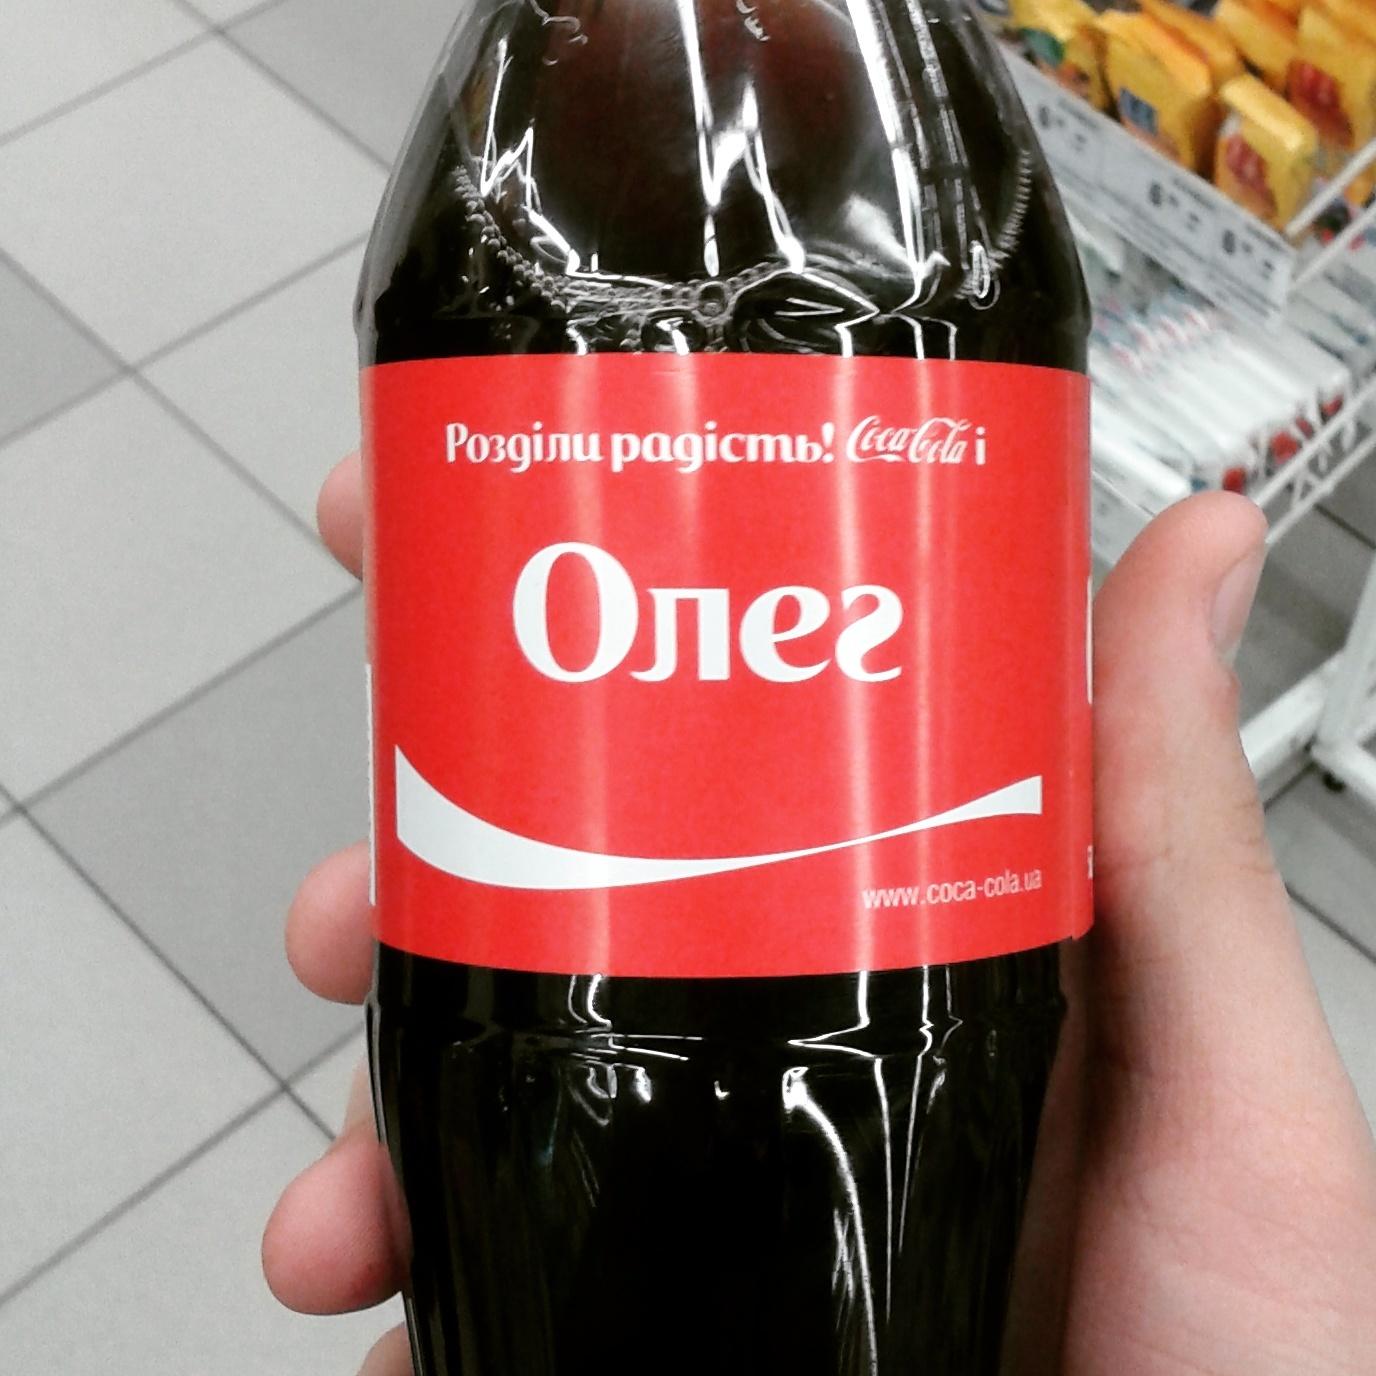 Розділи радість! Coca-Cola і
Олег
www.coca-cola.ua